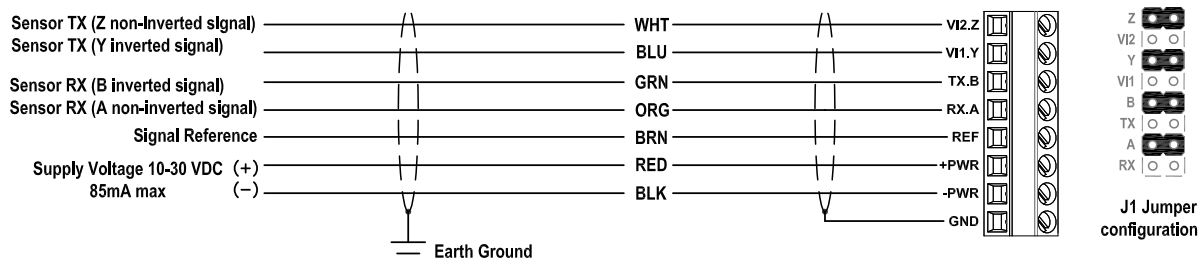 Sensor TX (Z non-inverted signal) WHT VI2.Z
Sensor TX (Y inverted signal) BLU VI1.Y
Sensor RX (B inverted signal) GRN TX.B
Sensor RX (A non-inverted signal) ORG RX.A
Signal Reference BRN REF
Supply Voltage 10-30 VDC (+) RED +PWR
85mA max (−) BLK -PWR
GND
Earth Ground
Z
VI2
Y
VI1
B
TX
A
RX
J1 Jumper
configuration